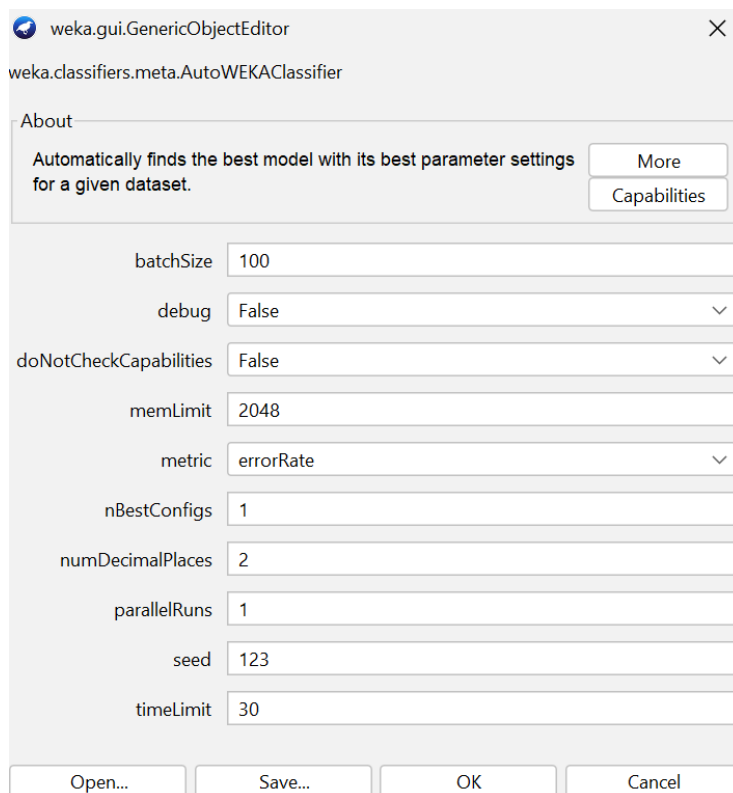 weka.gui.GenericObjectEditor
weka.classifiers.meta.AutoWEKAClassifier
About
Automatically finds the best model with its best parameter settings
for a given dataset.
More
Capabilities
batchSize 100
debug False
doNotCheckCapabilities False
memLimit 2048
metric errorRate
nBestConfigs 1
numDecimalPlaces 2
parallelRuns 1
seed 123
timeLimit 30
Open... Save... OK Cancel